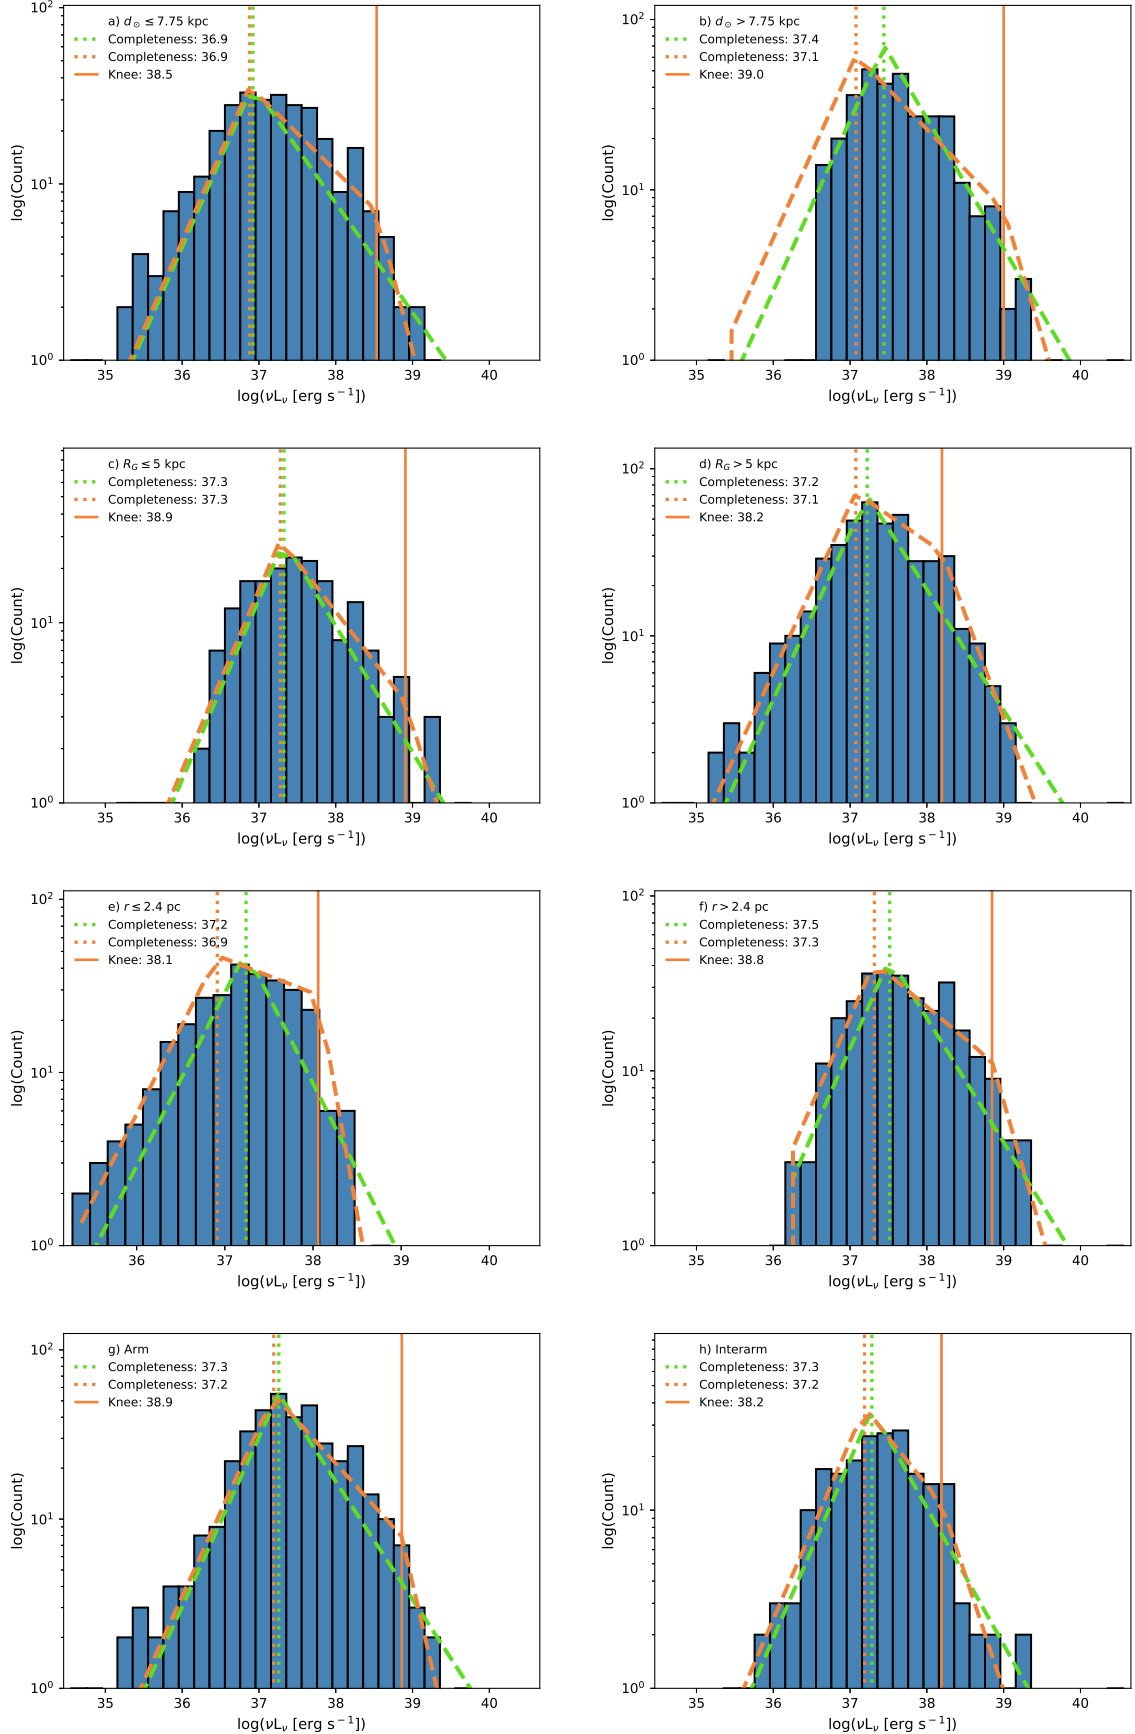 a) d⊙ ≤ 7.75 kpc
Completeness: 36.9
Completeness: 36.9
Knee: 38.5
log(Count)
10²
10¹
10⁰
35 36 37 38 39 40
log(νLν [erg s⁻¹])
b) d⊙ > 7.75 kpc
Completeness: 37.4
Completeness: 37.1
Knee: 39.0
log(Count)
10²
10¹
10⁰
35 36 37 38 39 40
log(νLν [erg s⁻¹])
c) RG ≤ 5 kpc
Completeness: 37.3
Completeness: 37.3
Knee: 38.9
log(Count)
10¹
10⁰
35 36 37 38 39 40
log(νLν [erg s⁻¹])
d) RG > 5 kpc
Completeness: 37.2
Completeness: 37.1
Knee: 38.2
log(Count)
10²
10¹
10⁰
35 36 37 38 39 40
log(νLν [erg s⁻¹])
e) r ≤ 2.4 pc
Completeness: 37.2
Completeness: 36.9
Knee: 38.1
log(Count)
10²
10¹
10⁰
36 37 38 39 40
log(νLν [erg s⁻¹])
f) r > 2.4 pc
Completeness: 37.5
Completeness: 37.3
Knee: 38.8
log(Count)
10²
10¹
10⁰
35 36 37 38 39 40
log(νLν [erg s⁻¹])
g) Arm
Completeness: 37.3
Completeness: 37.2
Knee: 38.9
log(Count)
10²
10¹
10⁰
35 36 37 38 39 40
log(νLν [erg s⁻¹])
h) Interarm
Completeness: 37.3
Completeness: 37.2
Knee: 38.2
log(Count)
10¹
10⁰
35 36 37 38 39 40
log(νLν [erg s⁻¹])